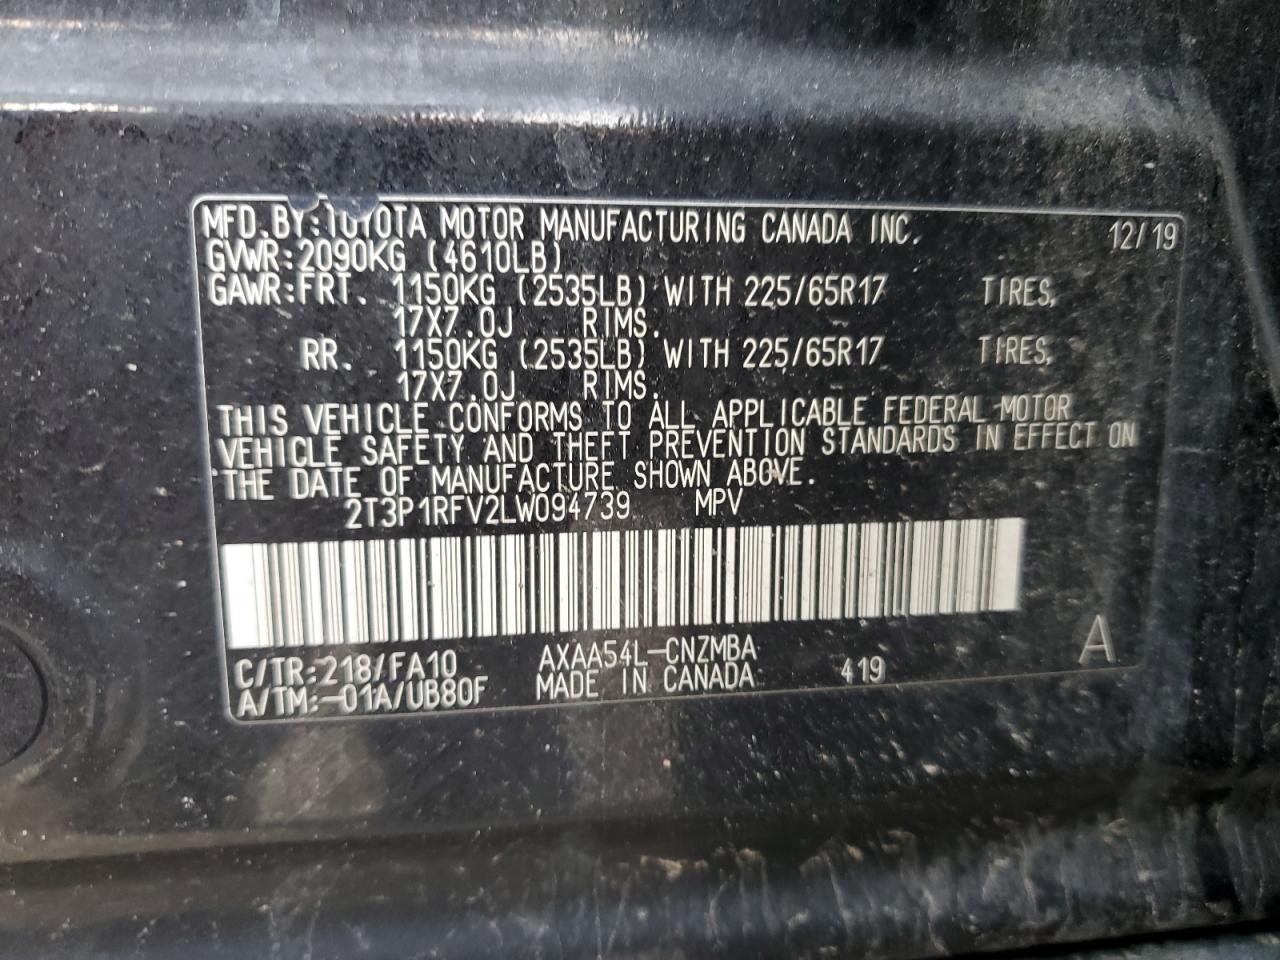 MFD.BY:TOYOTA MOTOR MANUFACTURING CANADA INC. 12/19
GVWR:2090KG (4610LB)
GAWR:FRT. 1150KG (2535LB) WITH 225/65R17 TIRES,
17X7.0J RIMS.
RR. 1150KG (2535LB) WITH 225/65R17 TIRES,
17X7.0J RIMS.
THIS VEHICLE CONFORMS TO ALL APPLICABLE FEDERAL MOTOR
VEHICLE SAFETY AND THEFT PREVENTION STANDARDS IN EFFECT ON
THE DATE OF MANUFACTURE SHOWN ABOVE.
2T3P1RFV2LW094739 MPV
C/TR:218/FA10 AXAA54L-CNZMBA A
A/TM:-01A/UB80F MADE IN CANADA 419